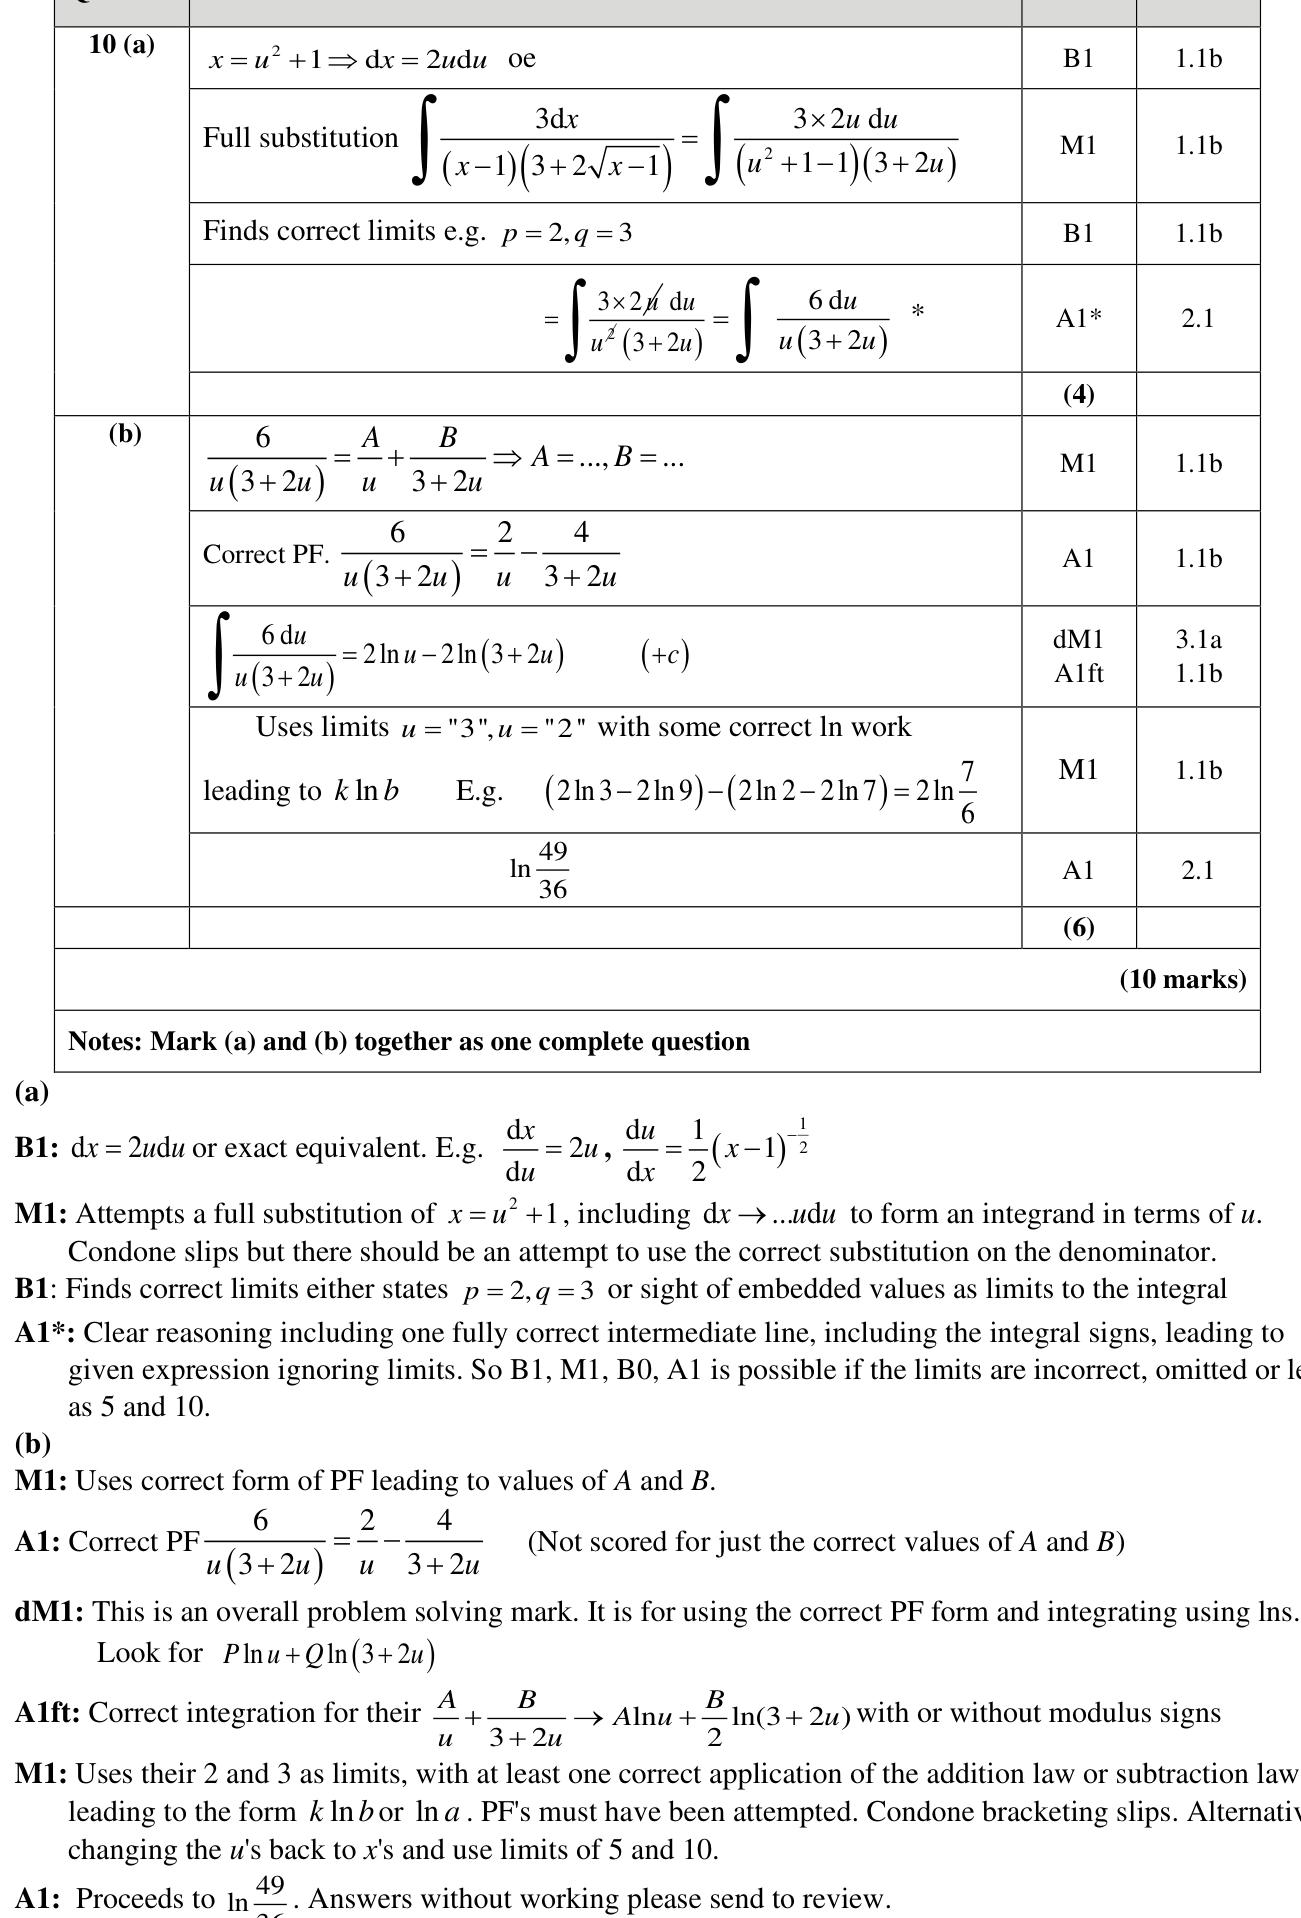 10 (a) x = u² + 1 ⇒ dx = 2udu oe B1 1.1b
Full substitution ∫ 3dx / ((x−1)(3+2√(x−1))) = ∫ 3×2u du / ((u²+1−1)(3+2u)) M1 1.1b
Finds correct limits e.g. p = 2, q = 3 B1 1.1b
= ∫ 3×2u du / (u²(3+2u)) = ∫ 6 du / (u(3+2u)) * A1* 2.1
(4)
(b) 6/(u(3+2u)) = A/u + B/(3+2u) ⇒ A = ..., B = ... M1 1.1b
Correct PF. 6/(u(3+2u)) = 2/u − 4/(3+2u) A1 1.1b
∫ 6 du / (u(3+2u)) = 2ln u − 2ln(3+2u) (+c) dM1 3.1a
A1ft 1.1b
Uses limits u = "3", u = "2" with some correct ln work
leading to k ln b E.g. (2ln3−2ln9)−(2ln2−2ln7) = 2ln 7/6 M1 1.1b
ln 49/36 A1 2.1
(6)
(10 marks)
Notes: Mark (a) and (b) together as one complete question
(a)
B1: dx = 2udu or exact equivalent. E.g. dx/du = 2u, du/dx = 1/2 (x−1)^(−1/2)
M1: Attempts a full substitution of x = u² + 1, including dx → ...udu to form an integrand in terms of u.
Condone slips but there should be an attempt to use the correct substitution on the denominator.
B1: Finds correct limits either states p = 2, q = 3 or sight of embedded values as limits to the integral
A1*: Clear reasoning including one fully correct intermediate line, including the integral signs, leading to
given expression ignoring limits. So B1, M1, B0, A1 is possible if the limits are incorrect, omitted or
as 5 and 10.
(b)
M1: Uses correct form of PF leading to values of A and B.
A1: Correct PF 6/(u(3+2u)) = 2/u − 4/(3+2u) (Not scored for just the correct values of A and B)
dM1: This is an overall problem solving mark. It is for using the correct PF form and integrating using lns.
Look for P ln u + Q ln(3+2u)
A1ft: Correct integration for their A/u + B/(3+2u) → Alnu + B/2 ln(3+2u) with or without modulus signs
M1: Uses their 2 and 3 as limits, with at least one correct application of the addition law or subtraction law
leading to the form k ln b or ln a. PF's must have been attempted. Condone bracketing slips.
changing the u's back to x's and use limits of 5 and 10.
A1: Proceeds to ln 49/36. Answers without working please send to review.